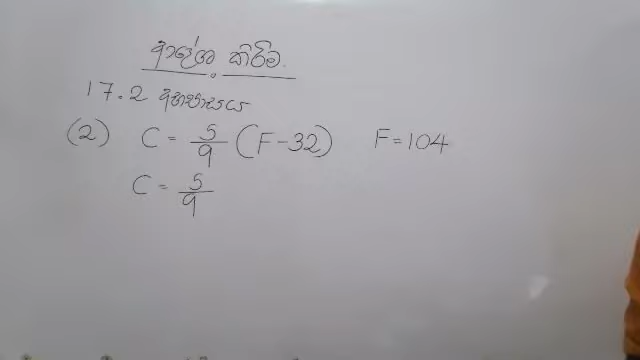 ආදේශ කිරීම.
17.2 අභ්‍යාසය
(2) C = 5/9 (F-32) F=104
C = 5/9